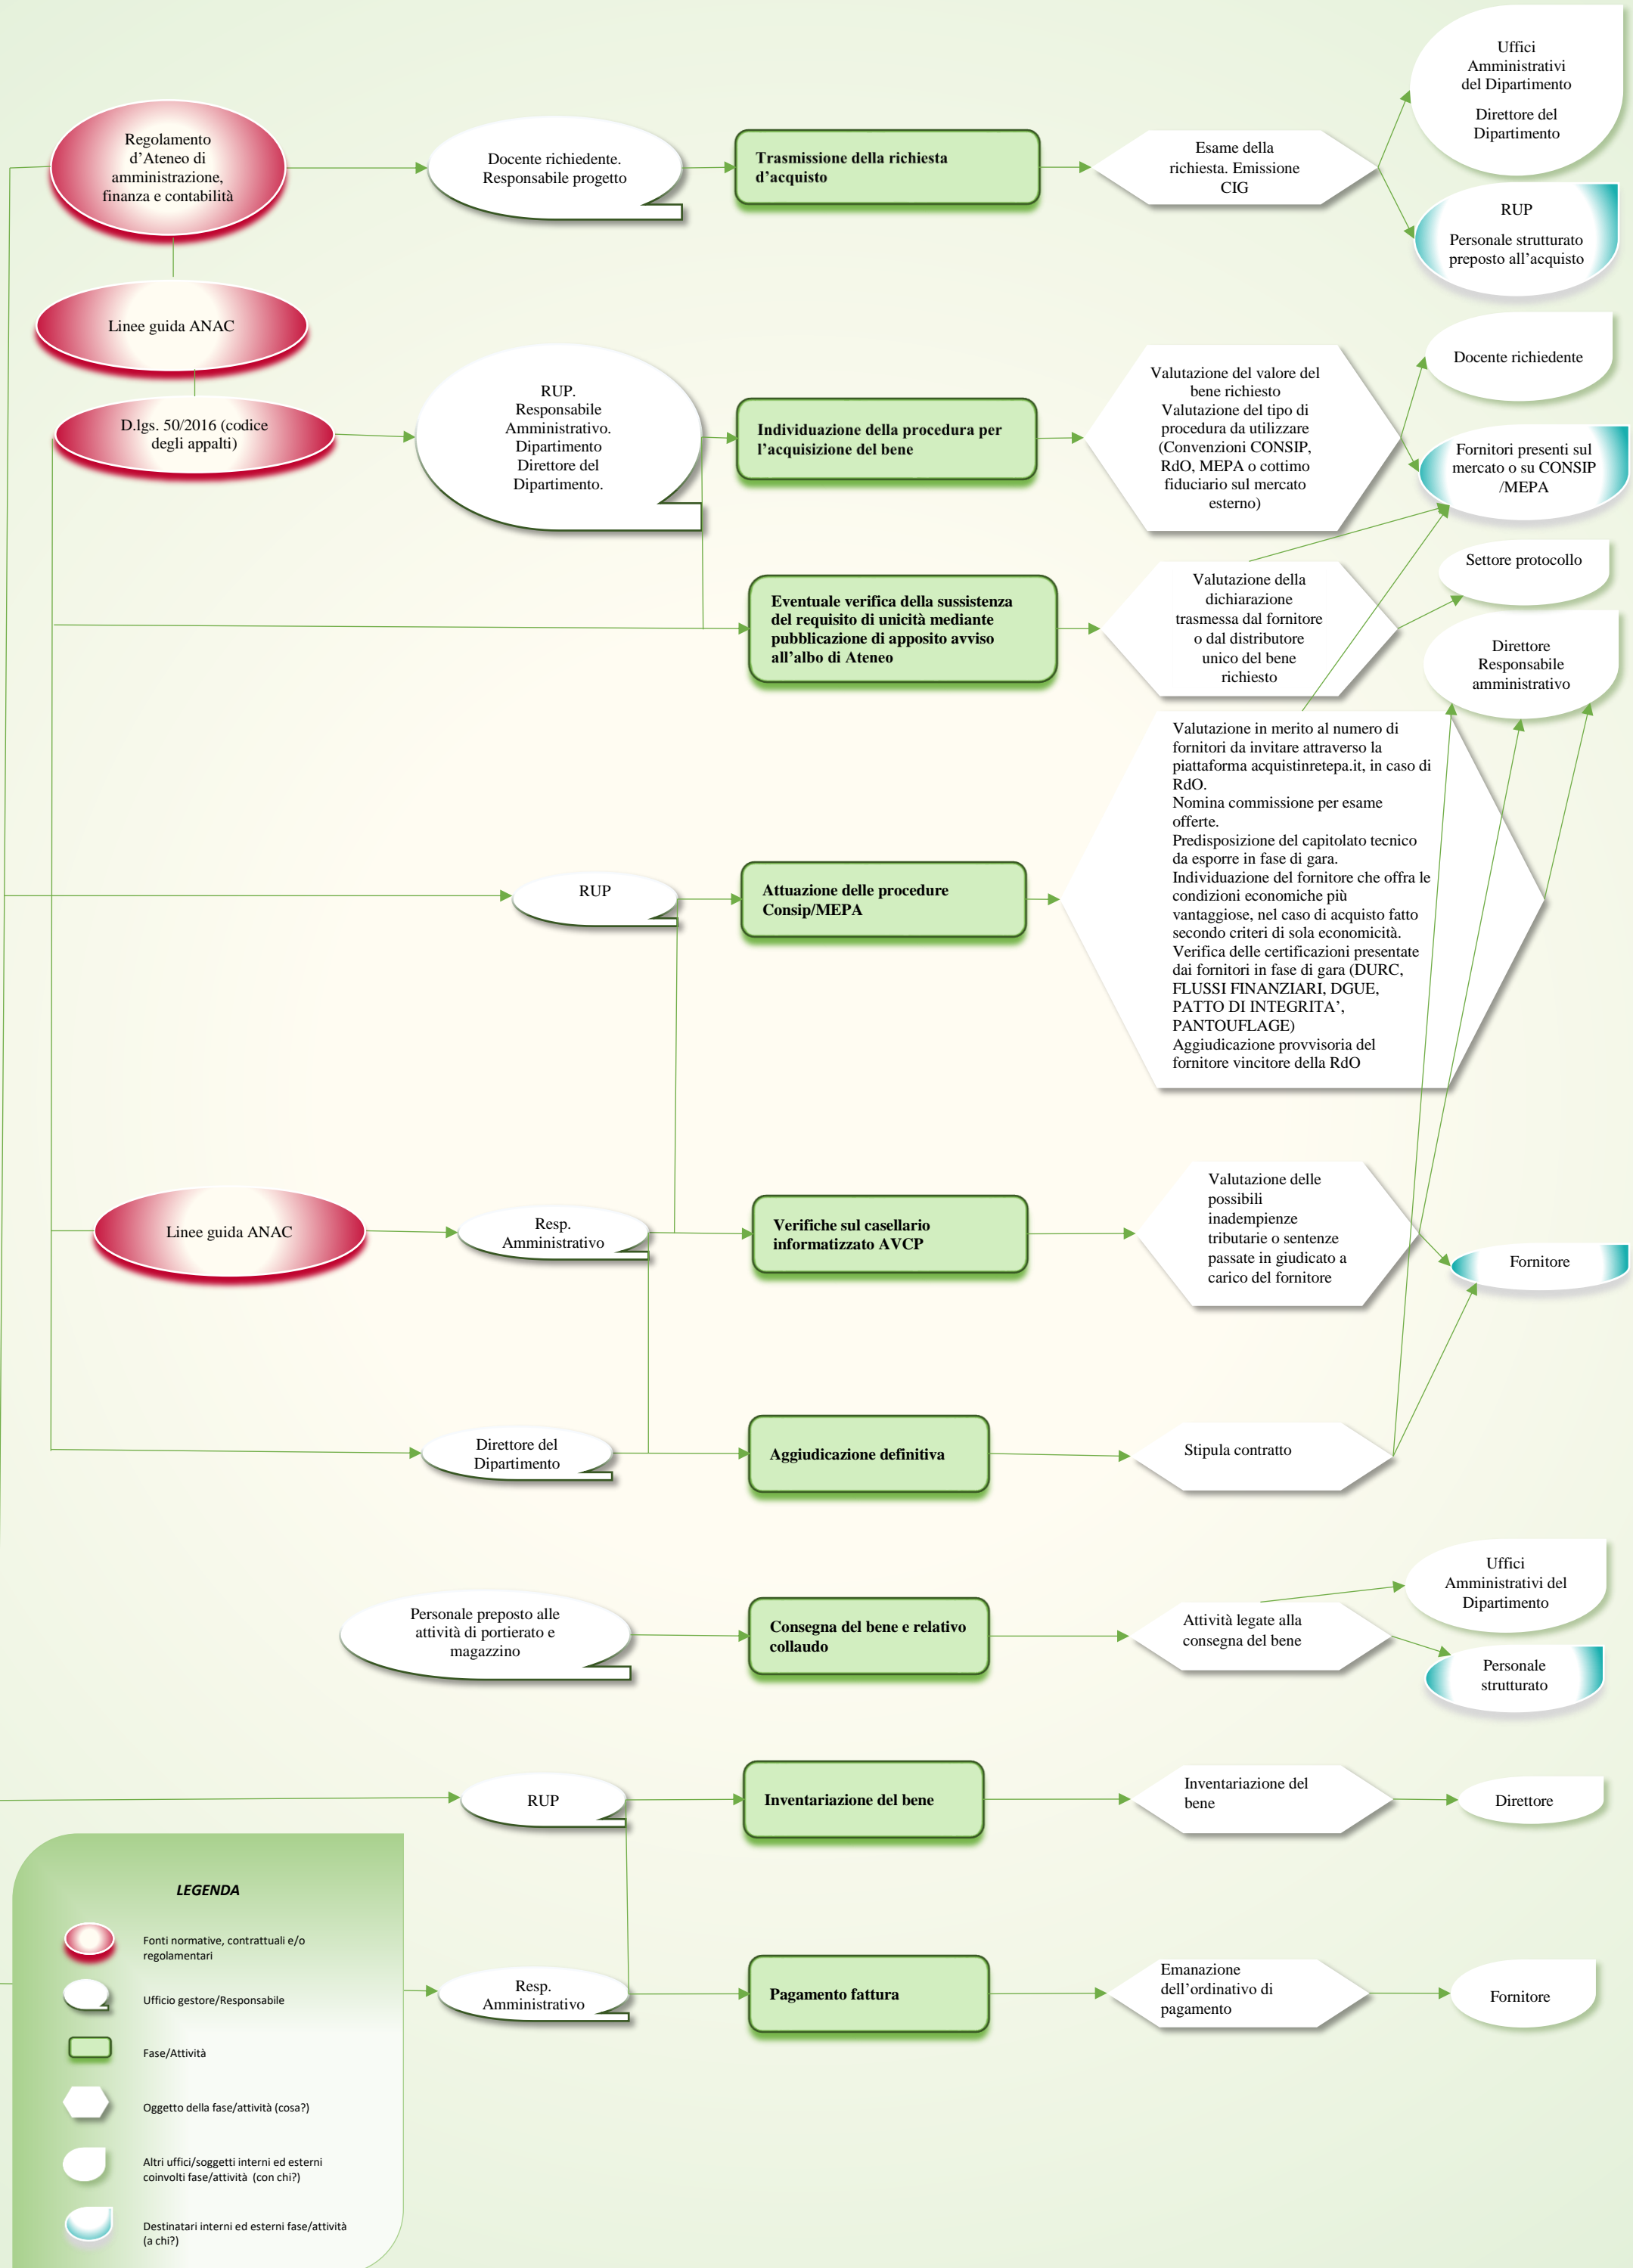 Uffici
Amministrativi
del Dipartimento
Direttore del
Dipartimento
Regolamento
d’Ateneo di
amministrazione,
finanza e contabilità
Docente richiedente.
Responsabile progetto
Trasmissione della richiesta
d’acquisto
Esame della
richiesta. Emissione
CIG
RUP
Personale strutturato
preposto all’acquisto
Linee guida ANAC
D.lgs. 50/2016 (codice
degli appalti)
RUP.
Responsabile
Amministrativo.
Dipartimento
Direttore del
Dipartimento.
Individuazione della procedura per
l’acquisizione del bene
Valutazione del valore del
bene richiesto
Valutazione del tipo di
procedura da utilizzare
(Convenzioni CONSIP,
RdO, MEPA o cottimo
fiduciario sul mercato
esterno)
Docente richiedente
Fornitori presenti sul
mercato o su CONSIP
/MEPA
Eventuale verifica della sussistenza
del requisito di unicità mediante
pubblicazione di apposito avviso
all’albo di Ateneo
Valutazione della
dichiarazione
trasmessa dal fornitore
o dal distributore
unico del bene
richiesto
Settore protocollo
Direttore
Responsabile
amministrativo
RUP
Attuazione delle procedure
Consip/MEPA
Valutazione in merito al numero di
fornitori da invitare attraverso la
piattaforma acquistinretepa.it, in caso di
RdO.
Nomina commissione per esame
offerte.
Predisposizione del capitolato tecnico
da esporre in fase di gara.
Individuazione del fornitore che offra le
condizioni economiche più
vantaggiose, nel caso di acquisto fatto
secondo criteri di sola economicità.
Verifica delle certificazioni presentate
dai fornitori in fase di gara (DURC,
FLUSSI FINANZIARI, DGUE,
PATTO DI INTEGRITA’,
PANTOUFLAGE)
Aggiudicazione provvisoria del
fornitore vincitore della RdO
Linee guida ANAC
Resp.
Amministrativo
Verifiche sul casellario
informatizzato AVCP
Valutazione delle
possibili
inadempienze
tributarie o sentenze
passate in giudicato a
carico del fornitore
Fornitore
Direttore del
Dipartimento
Aggiudicazione definitiva
Stipula contratto
Personale preposto alle
attività di portierato e
magazzino
Consegna del bene e relativo
collaudo
Attività legate alla
consegna del bene
Uffici
Amministrativi del
Dipartimento
Personale
strutturato
RUP
Inventariazione del bene
Inventariazione del
bene
Direttore
Resp.
Amministrativo
Pagamento fattura
Emanazione
dell’ordinativo di
pagamento
Fornitore
LEGENDA
Fonti normative, contrattuali e/o
regolamentari
Ufficio gestore/Responsabile
Fase/Attività
Oggetto della fase/attività (cosa?)
Altri uffici/soggetti interni ed esterni
coinvolti fase/attività (con chi?)
Destinatari interni ed esterni fase/attività
(a chi?)